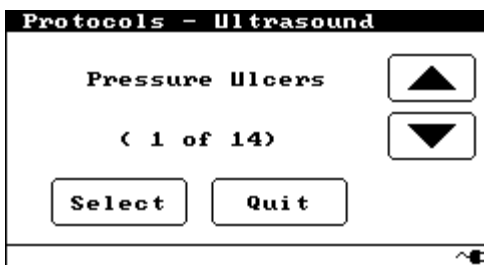 Protocols - Ultrasound
Pressure Ulcers
( 1 of 14)
Select Quit